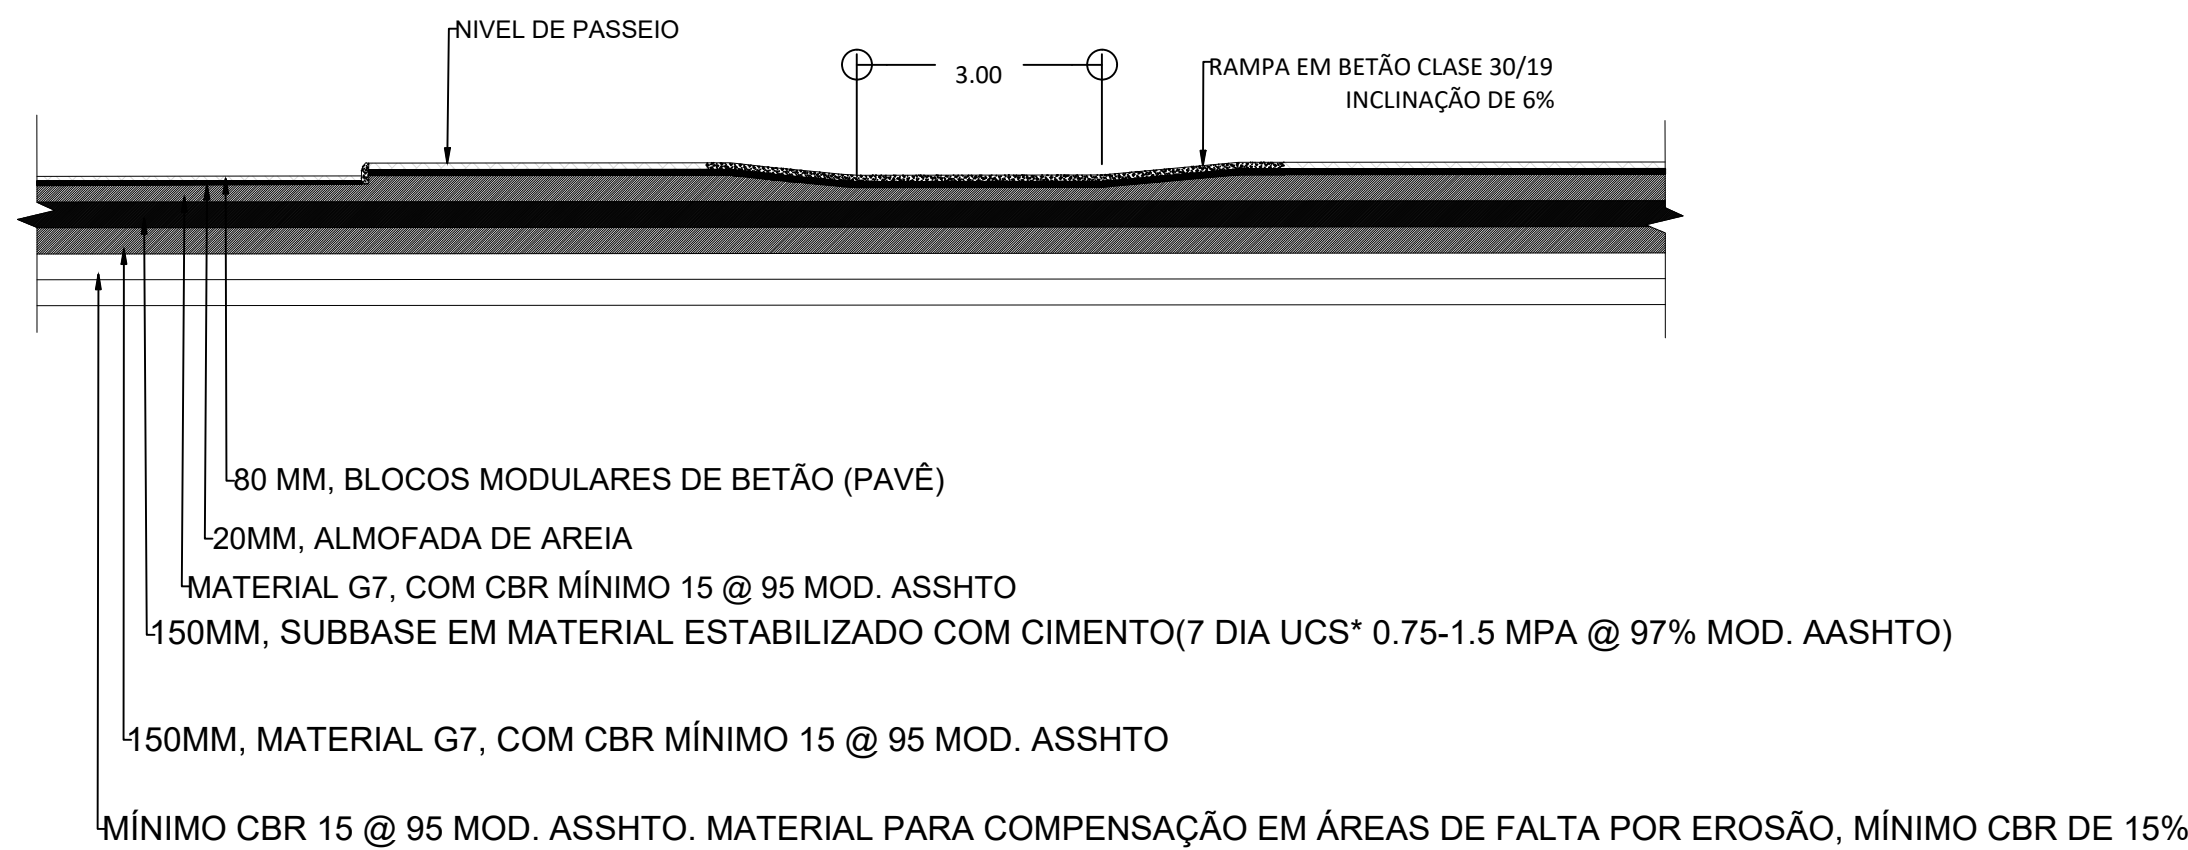 NIVEL DE PASSEIO
3.00
RAMPA EM BETÃO CLASE 30/19
INCLINAÇÃO DE 6%
80 MM, BLOCOS MODULARES DE BETÃO (PAVÊ)
20MM, ALMOFADA DE AREIA
MATERIAL G7, COM CBR MÍNIMO 15 @ 95 MOD. ASSHTO
150MM, SUBBASE EM MATERIAL ESTABILIZADO COM CIMENTO(7 DIA UCS* 0.75-1.5 MPA @ 97% MOD. AASHTO)
150MM, MATERIAL G7, COM CBR MÍNIMO 15 @ 95 MOD. ASSHTO
MÍNIMO CBR 15 @ 95 MOD. ASSHTO. MATERIAL PARA COMPENSAÇÃO EM ÁREAS DE FALTA POR EROSÃO, MÍNIMO CBR DE 15%